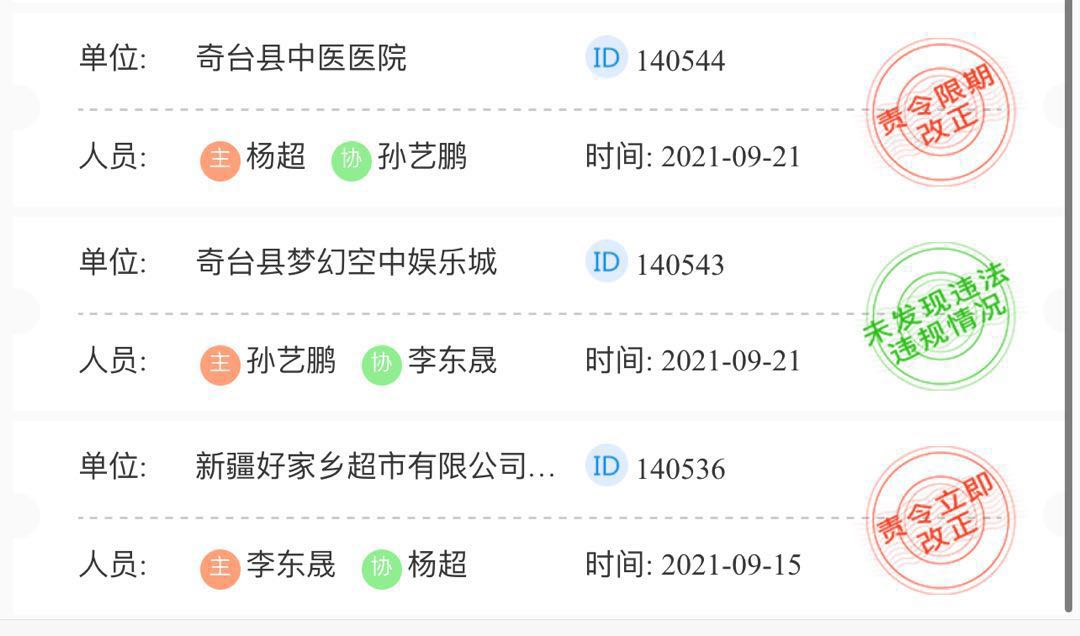 单位: 奇台县中医医院 ID 140544
责令限期
改正
人员: 主 杨超 协 孙艺鹏 时间: 2021-09-21
单位: 奇台县梦幻空中娱乐城 ID 140543
未发现违法
违规情况
人员: 主 孙艺鹏 协 李东晟 时间: 2021-09-21
单位: 新疆好家乡超市有限公司... ID 140536
责令立即
改正
人员: 主 李东晟 协 杨超 时间: 2021-09-15